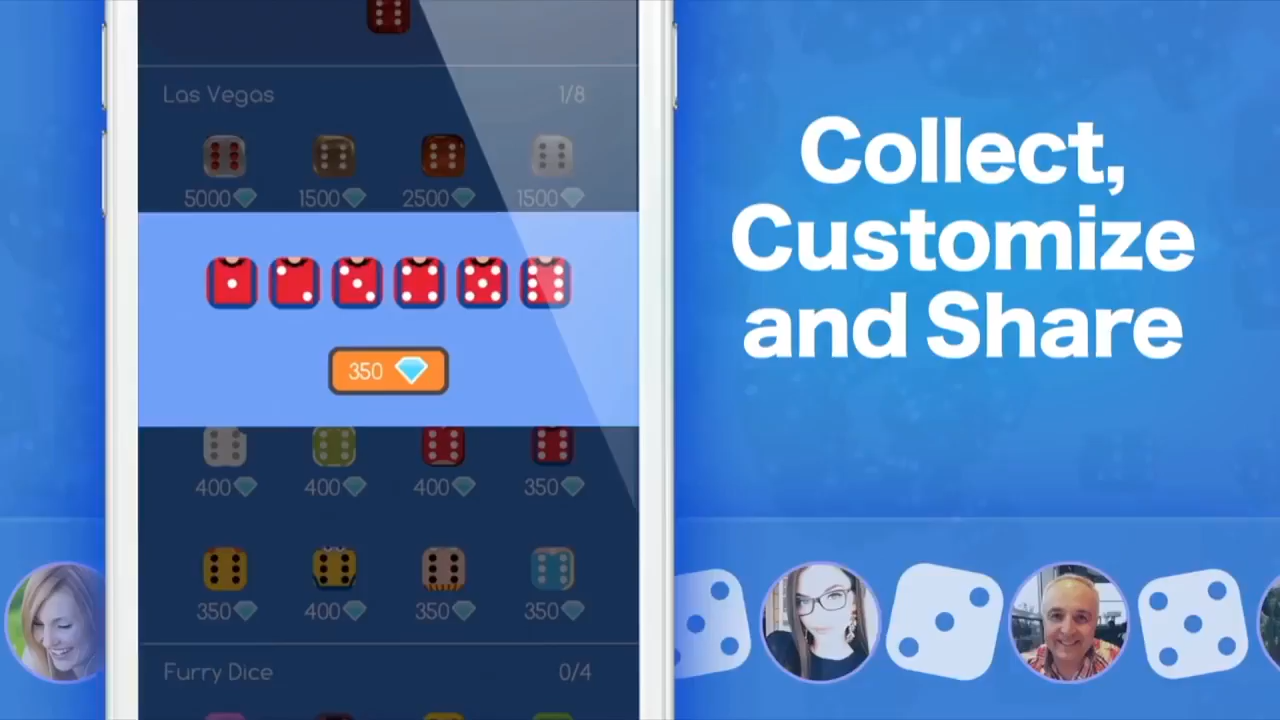 Las Vegas 1/8
5000 1500 2500 1500
350
400 400 400 350
350 400 350 350
Furry Dice 0/4
Collect,
Customize
and Share